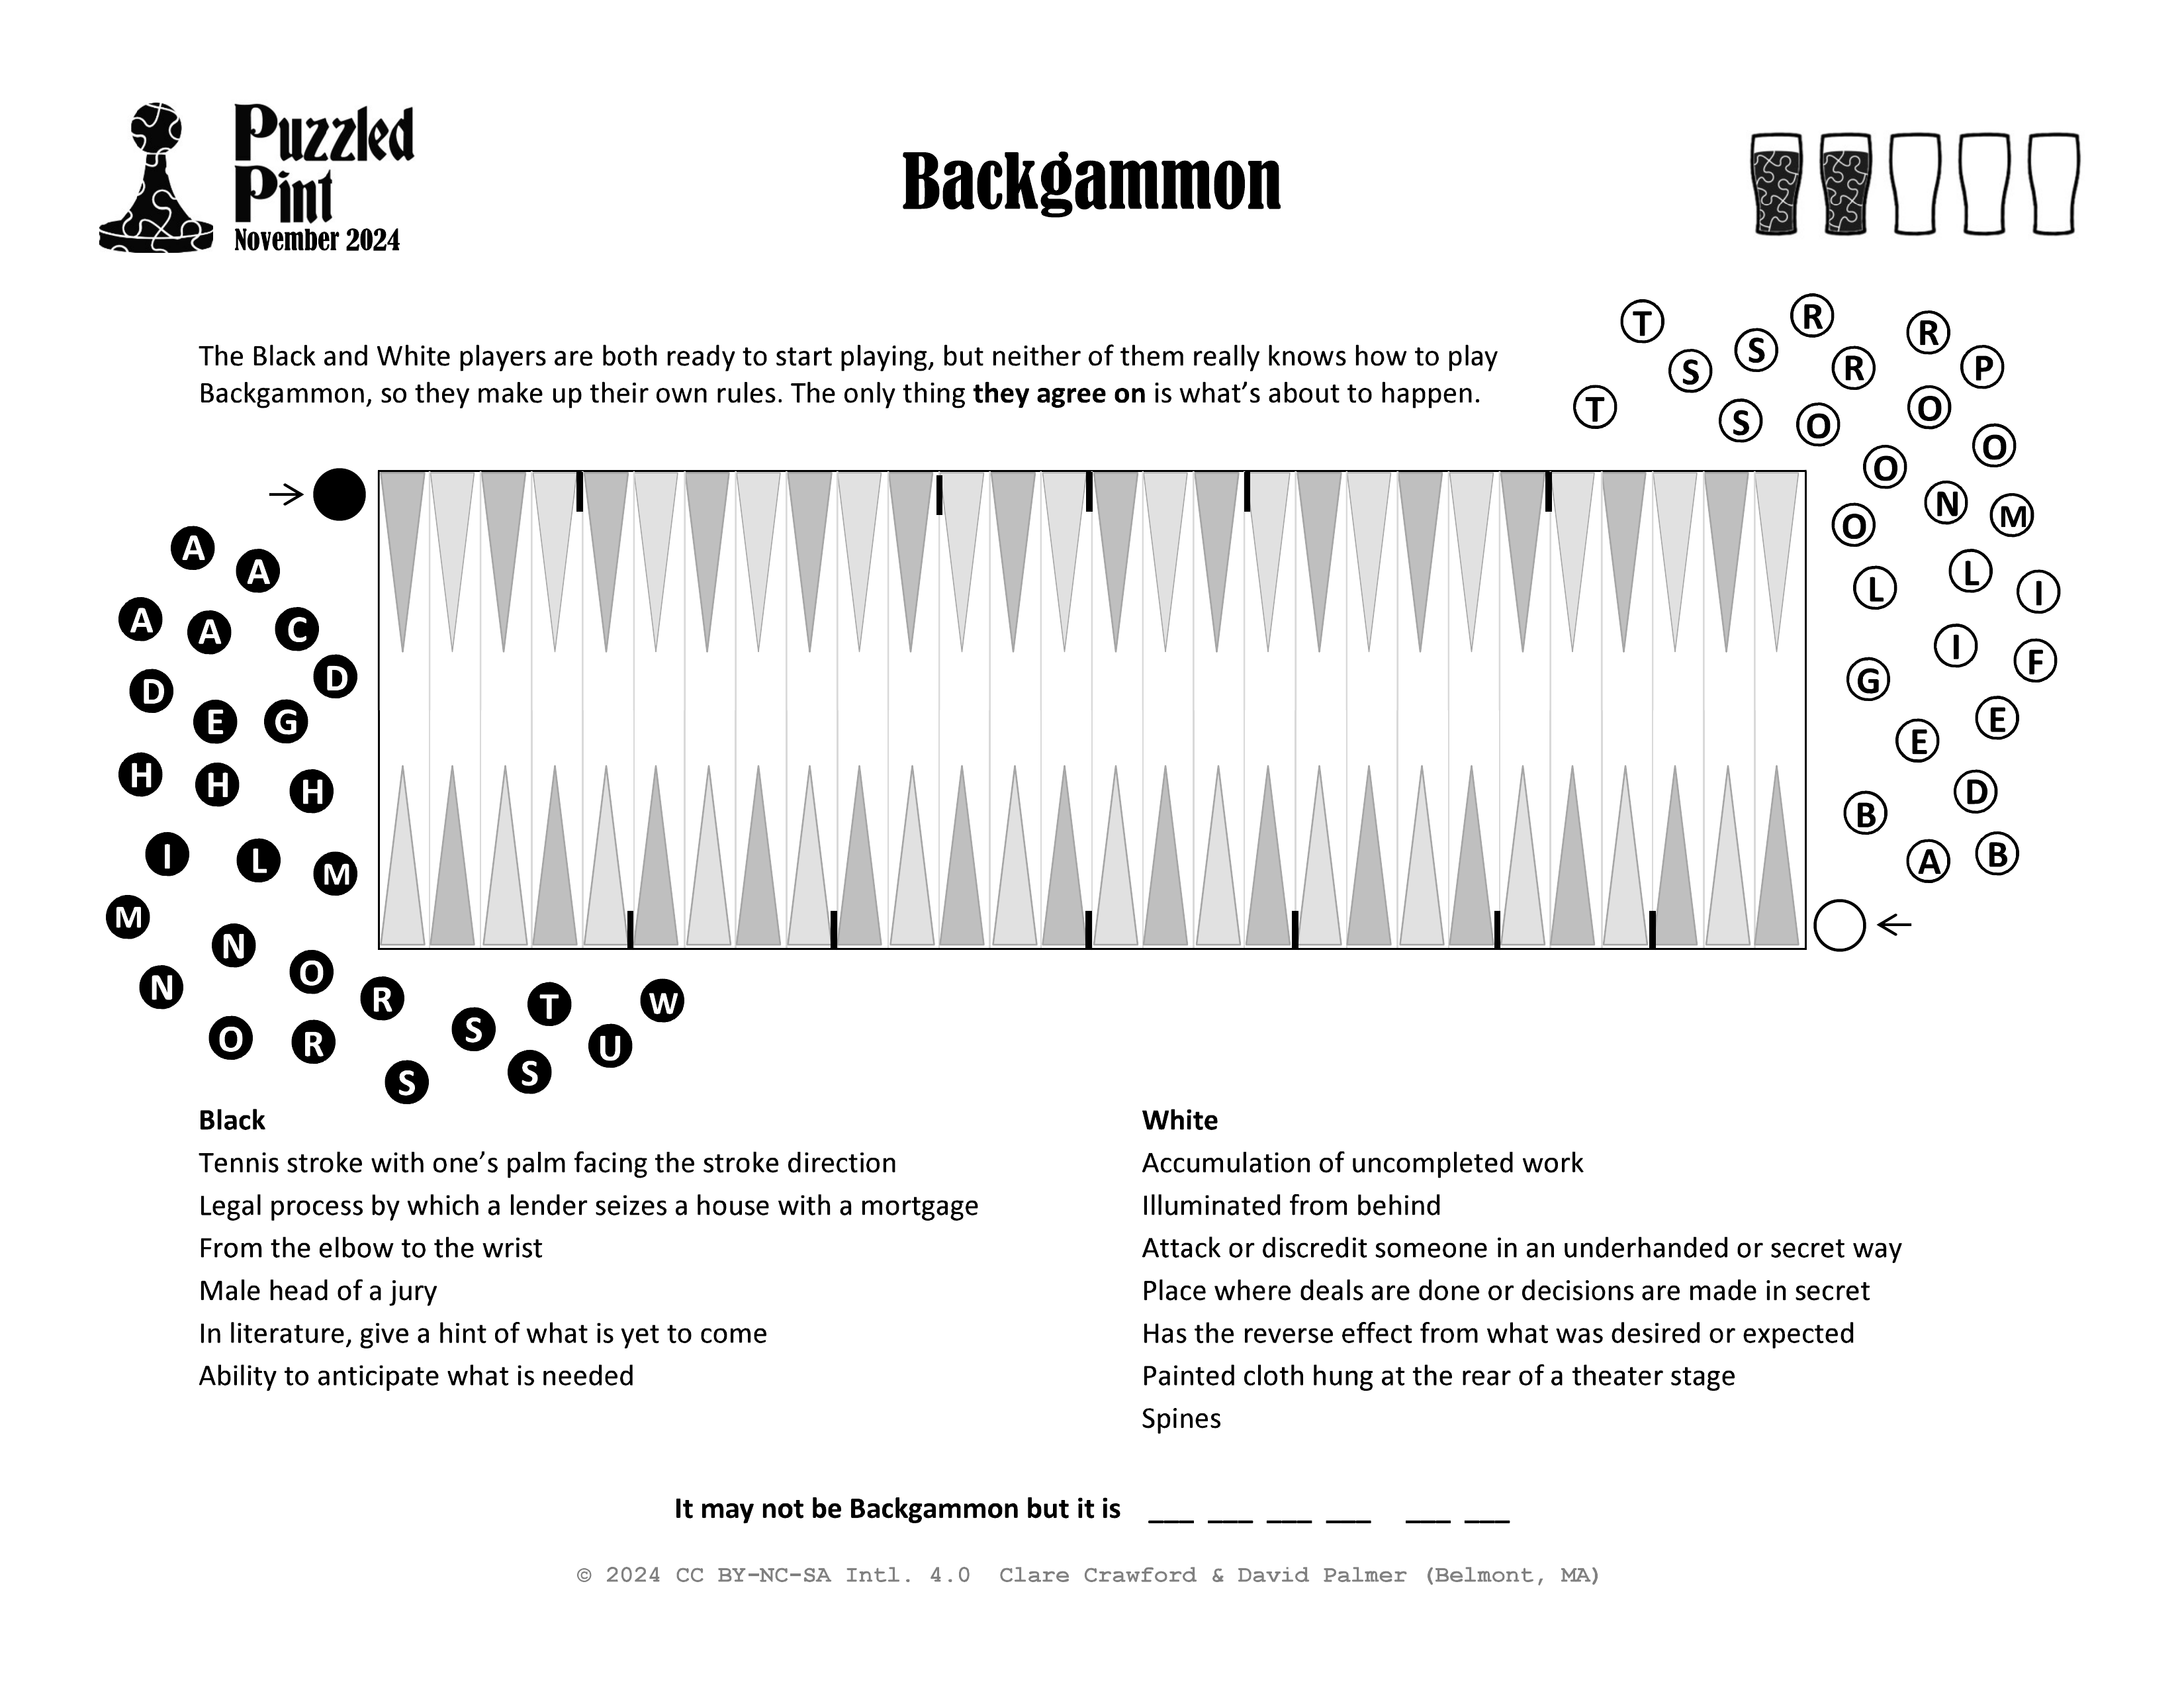 Puzzled
Pint
November 2024
Backgammon
The Black and White players are both ready to start playing, but neither of them really knows how to play
Backgammon, so they make up their own rules. The only thing they agree on is what's about to happen.
T
R
R
S
S
R
P
T
S
O
O
O
O
N
M
O
L
L
I
I
F
G
E
E
D
B
B
A
A
A
A
A
C
D
D
E
G
H
H
H
I
L
M
M
N
N
O
R
T
W
S
O
R
U
S
S
Black
Tennis stroke with one's palm facing the stroke direction
Legal process by which a lender seizes a house with a mortgage
From the elbow to the wrist
Male head of a jury
In literature, give a hint of what is yet to come
Ability to anticipate what is needed
White
Accumulation of uncompleted work
Illuminated from behind
Attack or discredit someone in an underhanded or secret way
Place where deals are done or decisions are made in secret
Has the reverse effect from what was desired or expected
Painted cloth hung at the rear of a theater stage
Spines
It may not be Backgammon but it is ___ ___ ___ ___ ___ ___
© 2024 CC BY-NC-SA Intl. 4.0 Clare Crawford & David Palmer (Belmont, MA)